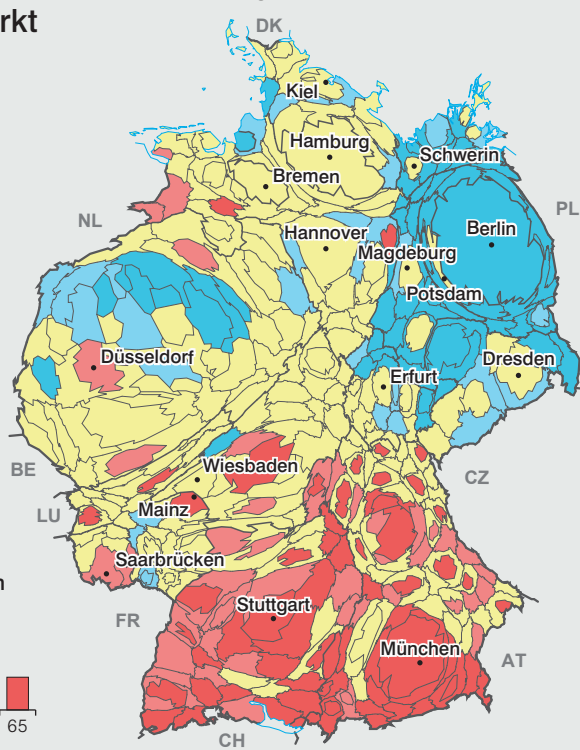 rkt
DK
Kiel
Hamburg
Schwerin
Bremen
NL
PL
Berlin
Hannover
Magdeburg
Potsdam
Düsseldorf
Dresden
Erfurt
BE
Wiesbaden
CZ
Mainz
LU
Saarbrücken
n
FR
Stuttgart
München
AT
65
CH